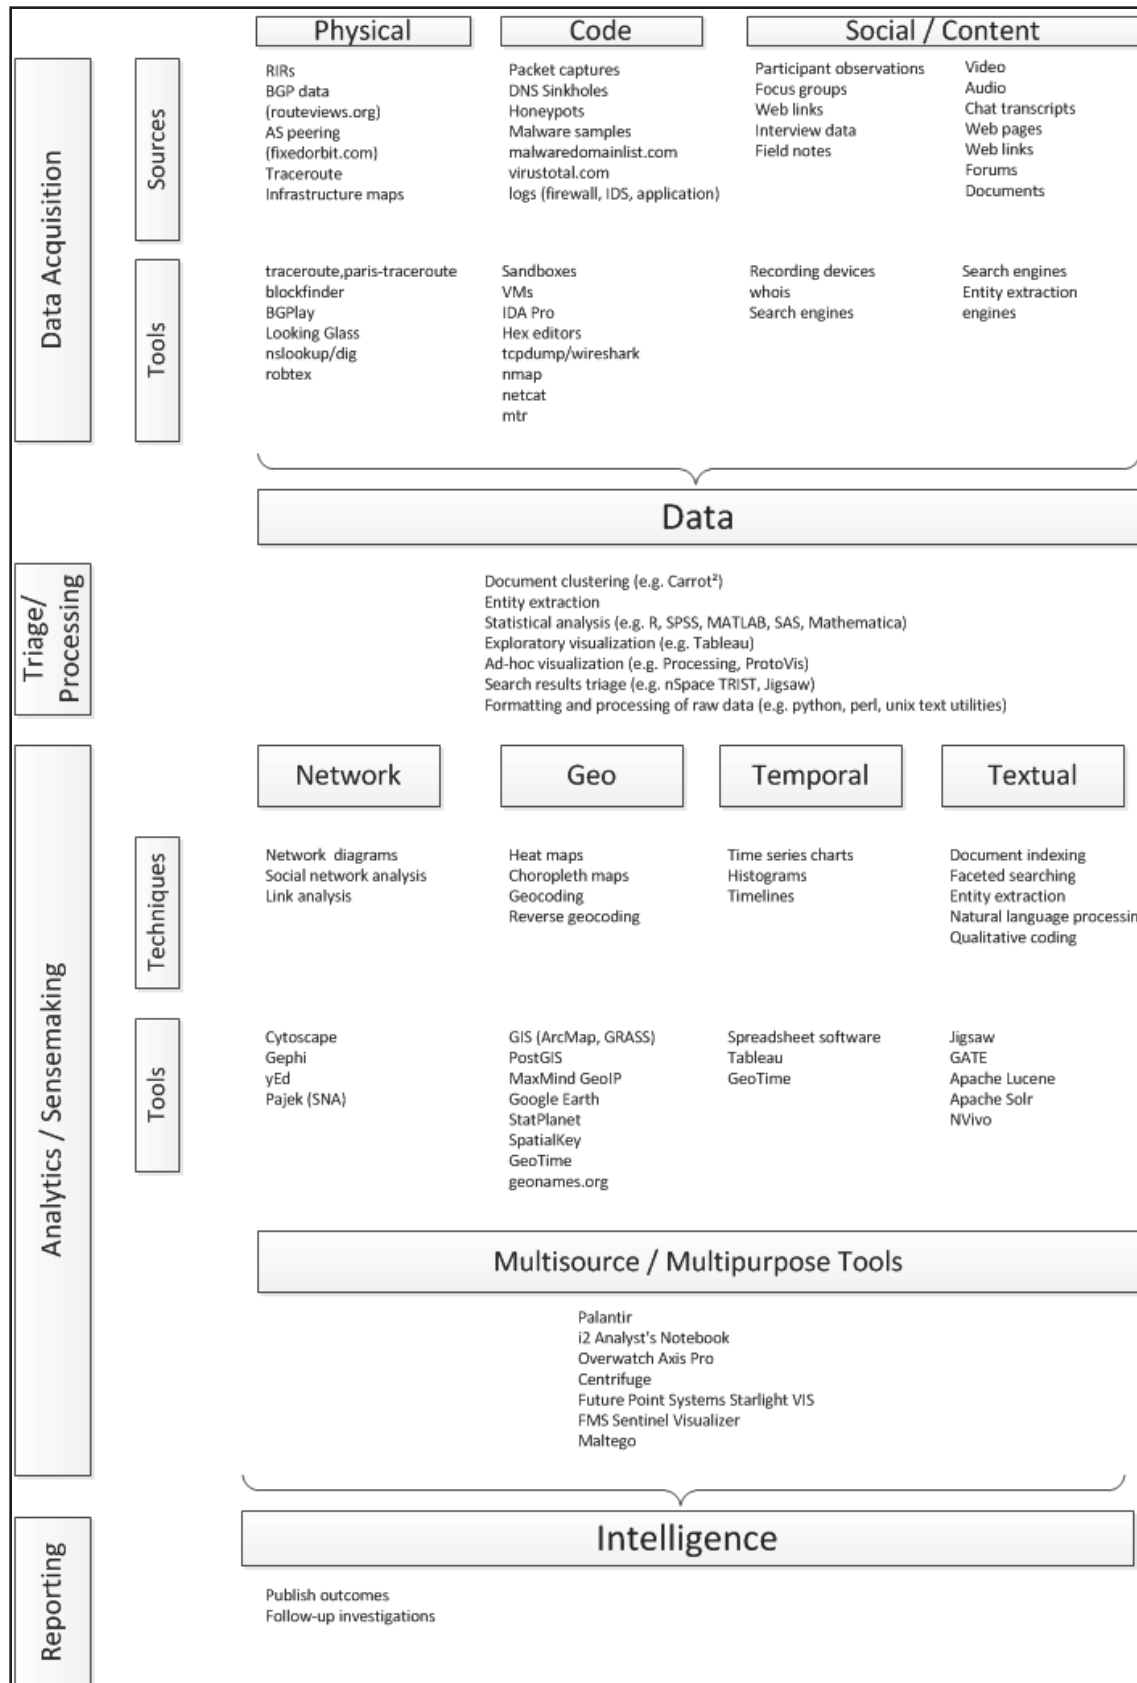 Physical
Code
Social / Content
Data Acquisition
Sources
RIRs
BGP data
(routeviews.org)
AS peering
(fixedorbit.com)
Traceroute
Infrastructure maps
Packet captures
DNS Sinkholes
Honeypots
Malware samples
malwaredomainlist.com
virustotal.com
logs (firewall, IDS, application)
Participant observations
Focus groups
Web links
Interview data
Field notes
Video
Audio
Chat transcripts
Web pages
Web links
Forums
Documents
Tools
traceroute,paris-traceroute
blockfinder
BGPlay
Looking Glass
nslookup/dig
robtex
Sandboxes
VMs
IDA Pro
Hex editors
tcpdump/wireshark
nmap
netcat
mtr
Recording devices
whois
Search engines
Search engines
Entity extraction
engines
Data
Triage/
Processing
Document clustering (e.g. Carrot²)
Entity extraction
Statistical analysis (e.g. R, SPSS, MATLAB, SAS, Mathematica)
Exploratory visualization (e.g. Tableau)
Ad-hoc visualization (e.g. Processing, ProtoVis)
Search results triage (e.g. nSpace TRIST, Jigsaw)
Formatting and processing of raw data (e.g. python, perl, unix text utilities)
Analytics / Sensemaking
Network
Geo
Temporal
Textual
Techniques
Network diagrams
Social network analysis
Link analysis
Heat maps
Choropleth maps
Geocoding
Reverse geocoding
Time series charts
Histograms
Timelines
Document indexing
Faceted searching
Entity extraction
Natural language processin
Qualitative coding
Tools
Cytoscape
Gephi
yEd
Pajek (SNA)
GIS (ArcMap, GRASS)
PostGIS
MaxMind GeoIP
Google Earth
StatPlanet
SpatialKey
GeoTime
geonames.org
Spreadsheet software
Tableau
GeoTime
Jigsaw
GATE
Apache Lucene
Apache Solr
NVivo
Multisource / Multipurpose Tools
Palantir
i2 Analyst's Notebook
Overwatch Axis Pro
Centrifuge
Future Point Systems Starlight VIS
FMS Sentinel Visualizer
Maltego
Reporting
Intelligence
Publish outcomes
Follow-up investigations